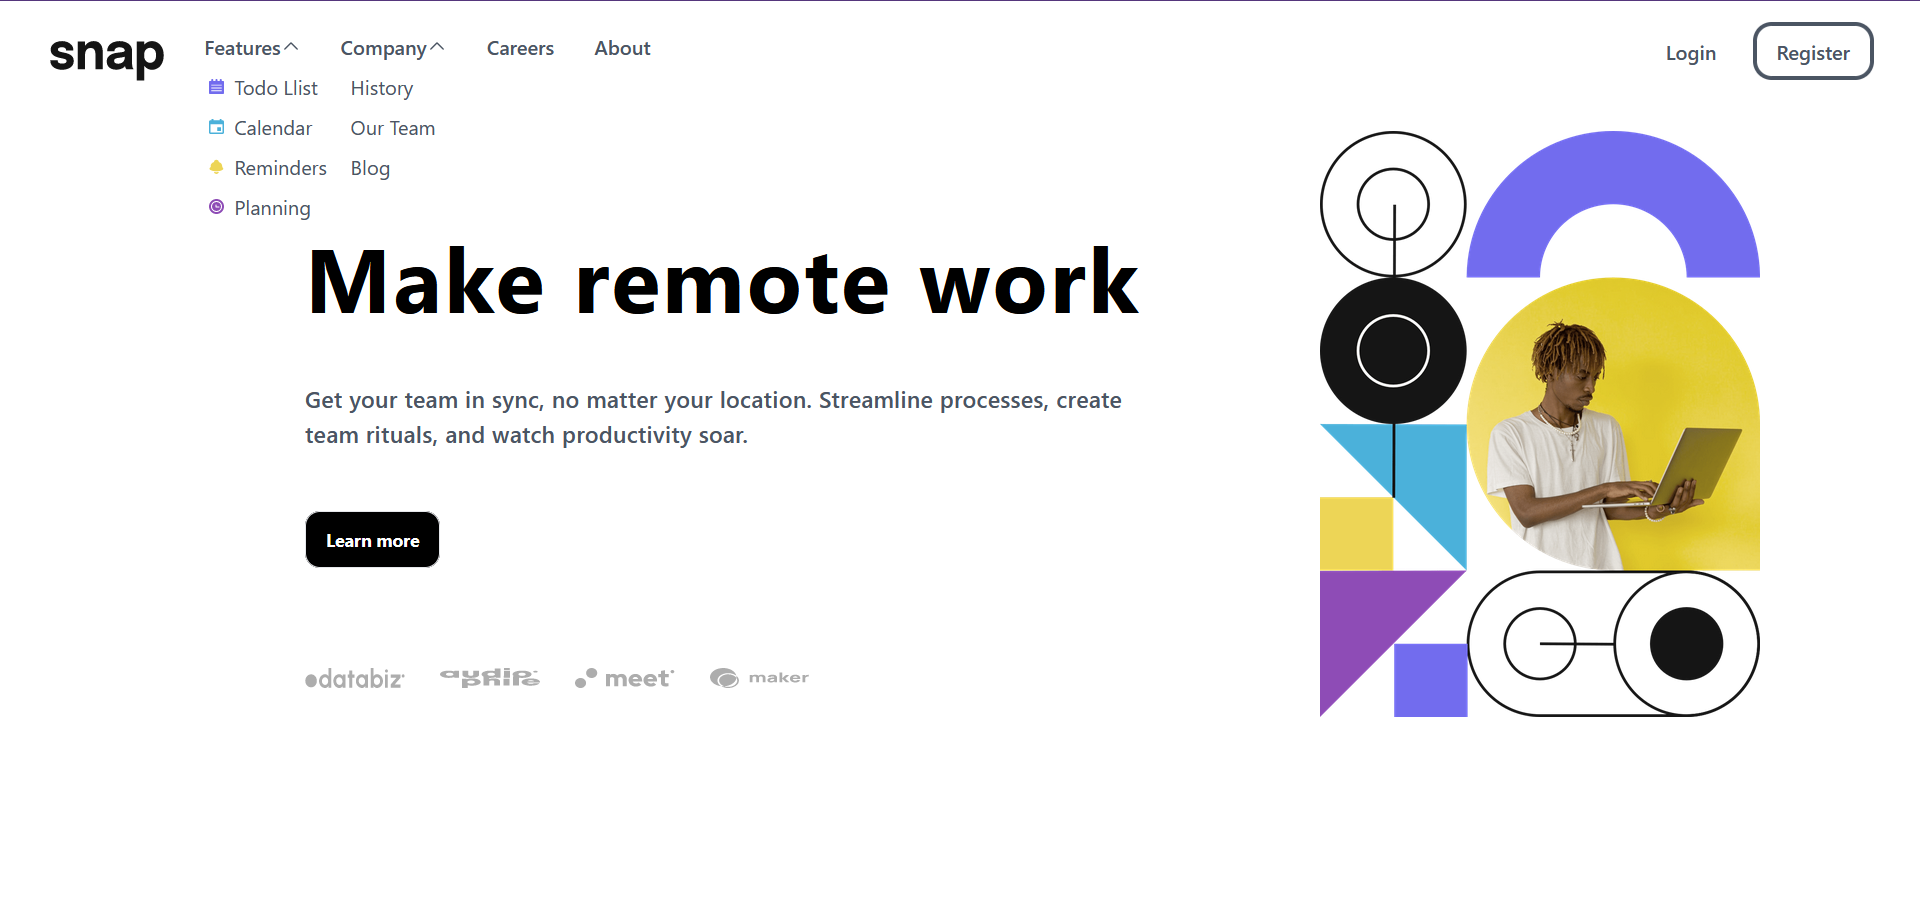 snap
Features
Company
Careers
About
Login
Register
Todo Llist
History
Calendar
Our Team
Reminders
Blog
Planning
Make remote work
Get your team in sync, no matter your location. Streamline processes, create
team rituals, and watch productivity soar.
Learn more
databiz
audio
phile
meet
maker